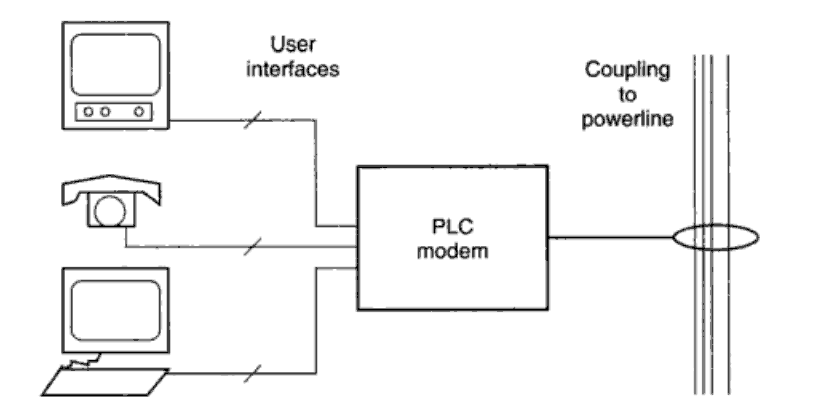 User
interfaces
Coupling
to
powerline
PLC
modem